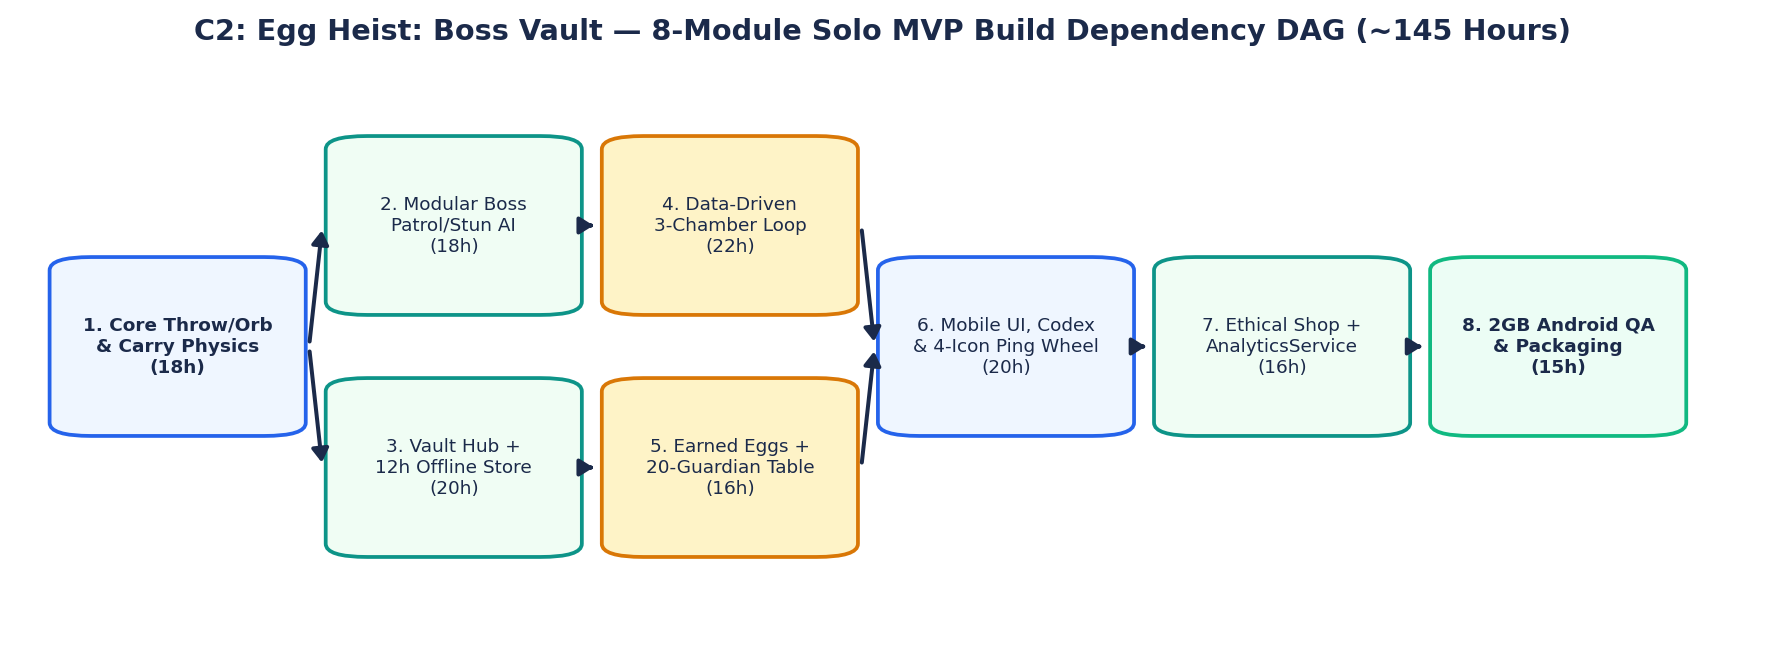 C2: Egg Heist: Boss Vault — 8-Module Solo MVP Build Dependency DAG (~145 Hours)
1. Core Throw/Orb
& Carry Physics
(18h)
2. Modular Boss
Patrol/Stun AI
(18h)
3. Vault Hub +
12h Offline Store
(20h)
4. Data-Driven
3-Chamber Loop
(22h)
5. Earned Eggs +
20-Guardian Table
(16h)
6. Mobile UI, Codex
& 4-Icon Ping Wheel
(20h)
7. Ethical Shop +
AnalyticsService
(16h)
8. 2GB Android QA
& Packaging
(15h)